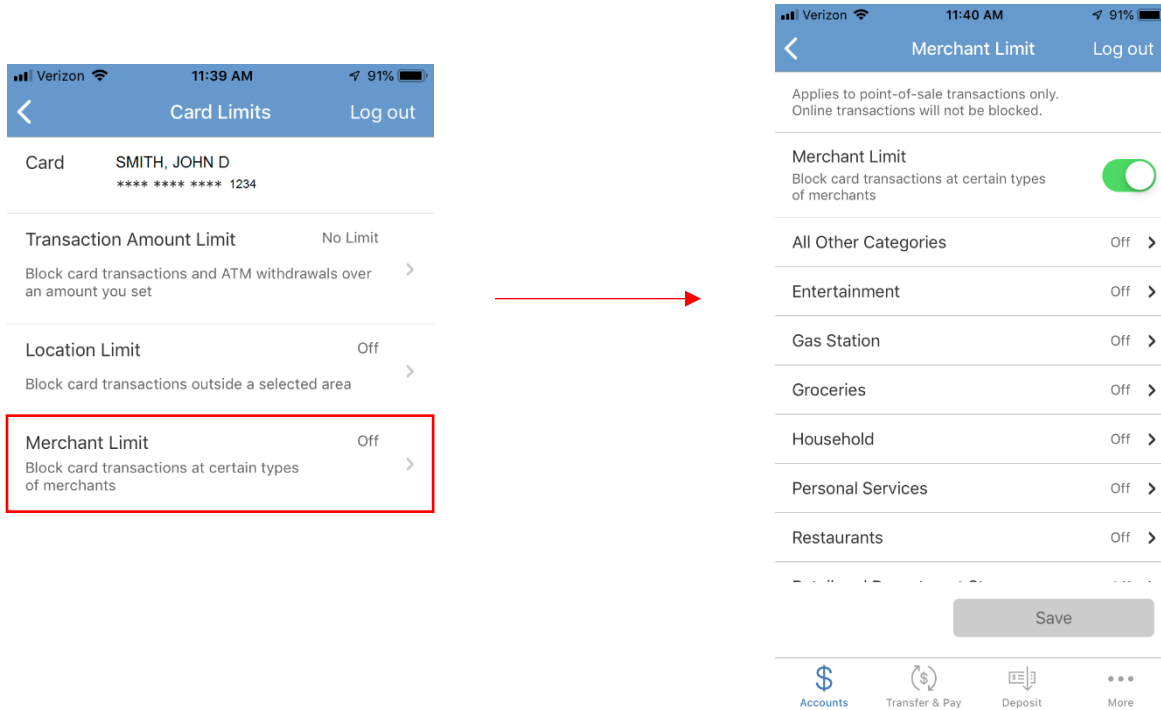 Verizon 11:39 AM 91%
Card Limits Log out
Card SMITH, JOHN D
**** **** **** 1234
Transaction Amount Limit No Limit
Block card transactions and ATM withdrawals over
an amount you set
Location Limit Off
Block card transactions outside a selected area
Merchant Limit Off
Block card transactions at certain types
of merchants
Verizon 11:40 AM 91%
Merchant Limit Log out
Applies to point-of-sale transactions only.
Online transactions will not be blocked.
Merchant Limit
Block card transactions at certain types
of merchants
All Other Categories Off
Entertainment Off
Gas Station Off
Groceries Off
Household Off
Personal Services Off
Restaurants Off
Save
Accounts Transfer & Pay Deposit More